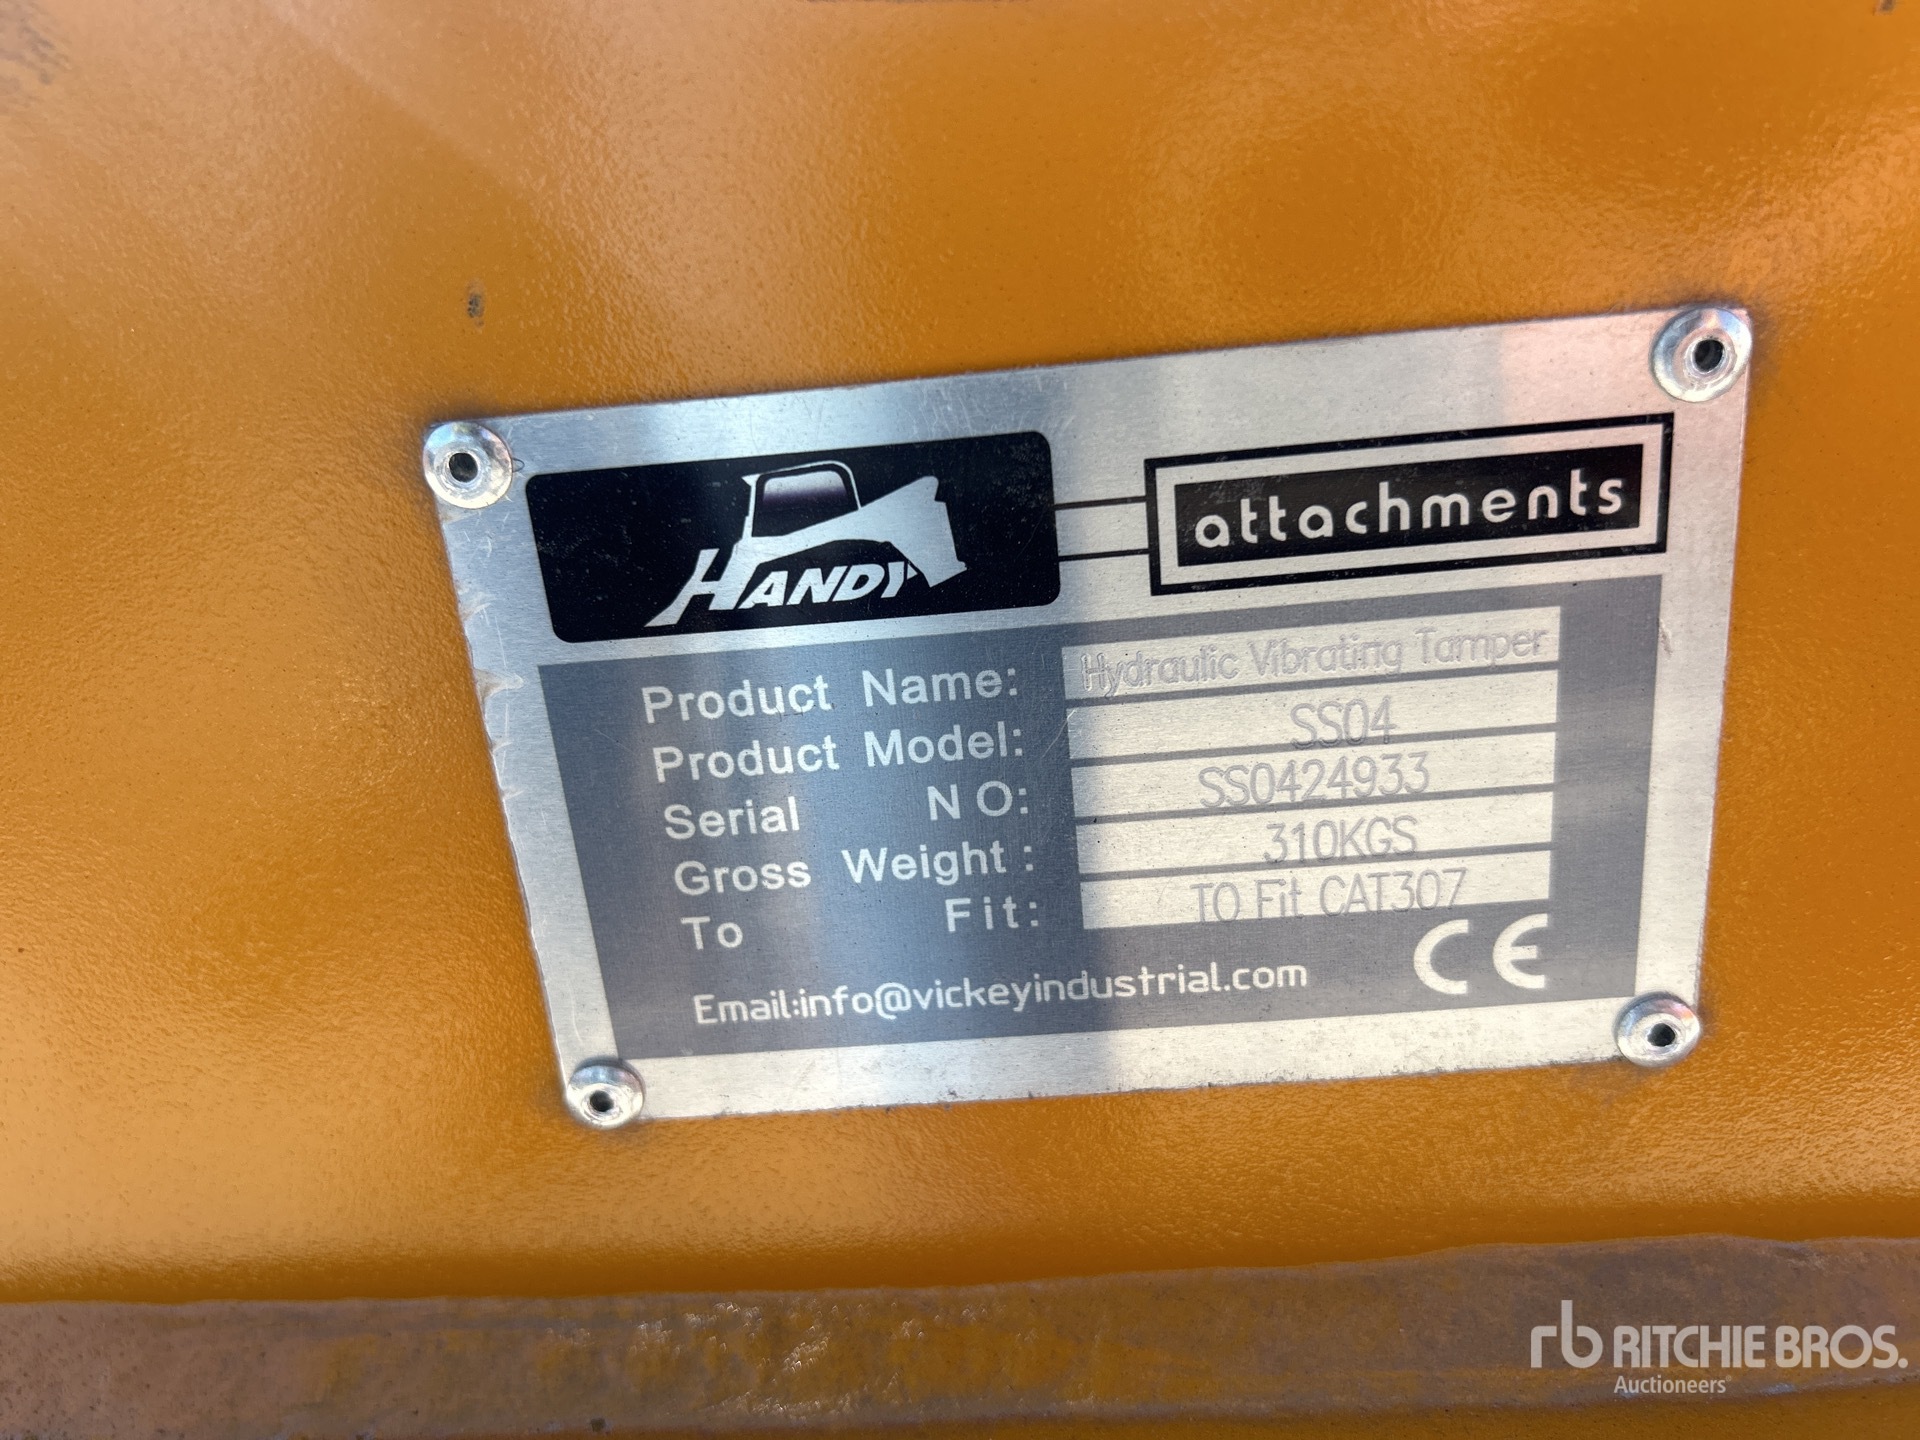 HANDY attachments
Product Name: Hydraulic Vibrating Tamper
Product Model: SS04
Serial NO: SS0424933
Gross Weight: 310KGS
To Fit: TO Fit CAT307
Email:info@vickeyindustrial.com CE
rb RITCHIE BROS.
Auctioneers